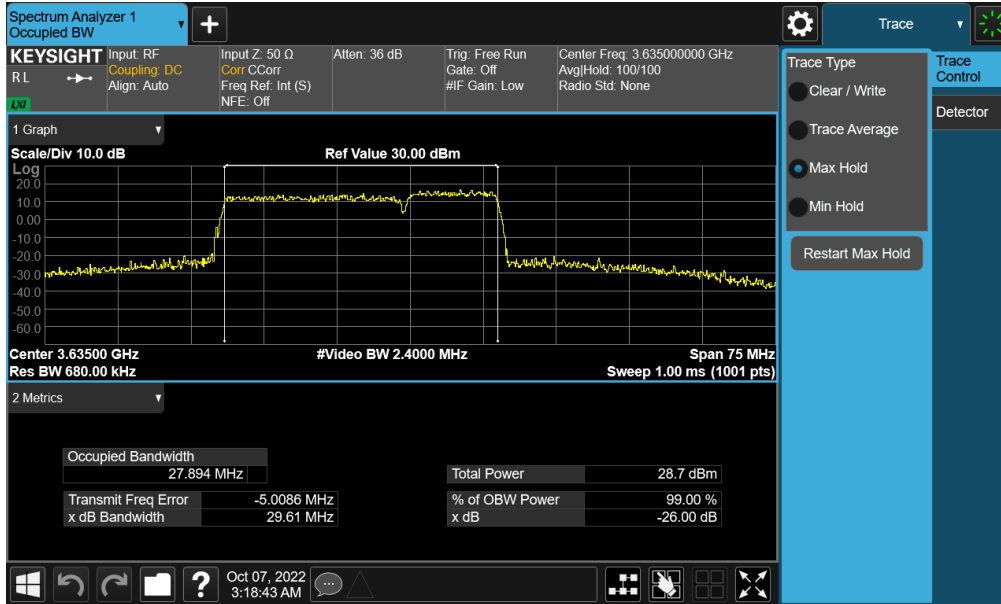 Spectrum Analyzer 1
Occupied BW
+
Trace
KEYSIGHT
R L
LXI
Input: RF
Coupling: DC
Align: Auto
Input Z: 50 Ω
Corr CCorr
Freq Ref: Int (S)
NFE: Off
Atten: 36 dB
Trig: Free Run
Gate: Off
#IF Gain: Low
Center Freq: 3.635000000 GHz
Avg|Hold: 100/100
Radio Std: None
Trace Type
Clear / Write
Trace Average
Max Hold
Min Hold
Restart Max Hold
Trace
Control
Detector
1 Graph
Scale/Div 10.0 dB
Ref Value 30.00 dBm
Log
20.0
10.0
0.00
-10.0
-20.0
-30.0
-40.0
-50.0
-60.0
Center 3.63500 GHz
#Video BW 2.4000 MHz
Span 75 MHz
Res BW 680.00 kHz
Sweep 1.00 ms (1001 pts)
2 Metrics
Occupied Bandwidth
27.894 MHz
Total Power 28.7 dBm
Transmit Freq Error -5.0086 MHz
% of OBW Power 99.00 %
x dB Bandwidth 29.61 MHz
x dB -26.00 dB
?
Oct 07, 2022
3:18:43 AM